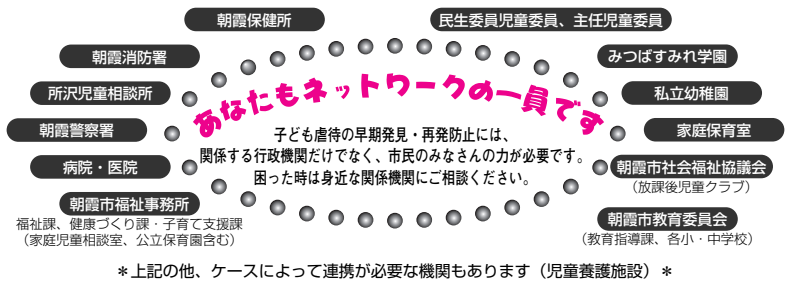 朝霞保健所
民生委員児童委員、主任児童委員
朝霞消防署
みつばすみれ学園
所沢児童相談所
私立幼稚園
朝霞警察署
家庭保育室
病院・医院
朝霞市社会福祉協議会
（放課後児童クラブ）
朝霞市福祉事務所
福祉課、健康づくり課・子育て支援課
（家庭児童相談室、公立保育園含む）
朝霞市教育委員会
（教育指導課、各小・中学校）
あなたもネットワークの一員です
子ども虐待の早期発見・再発防止には、
関係する行政機関だけでなく、市民のみなさんの力が必要です。
困った時は身近な関係機関にご相談ください。
＊上記の他、ケースによって連携が必要な機関もあります（児童養護施設）＊